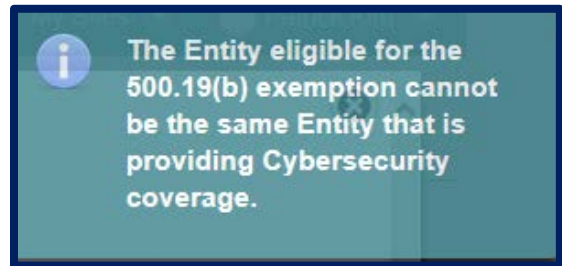 The Entity eligible for the
500.19(b) exemption cannot
be the same Entity that is
providing Cybersecurity
coverage.